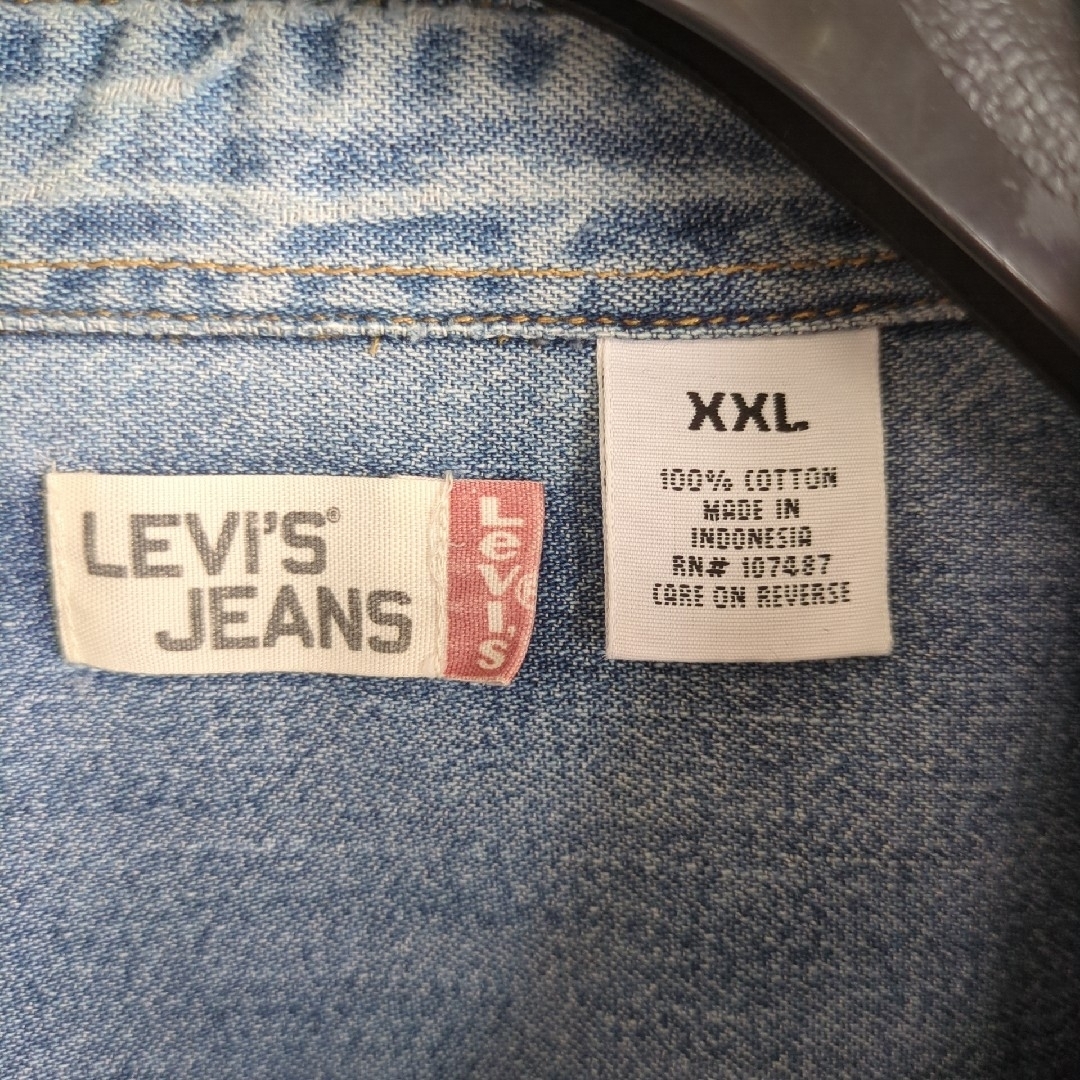 LEVI'S®
JEANS
LeVI'S
XXL
100% COTTON
MADE IN
INDONESIA
RN# 107487
CARE ON REVERSE